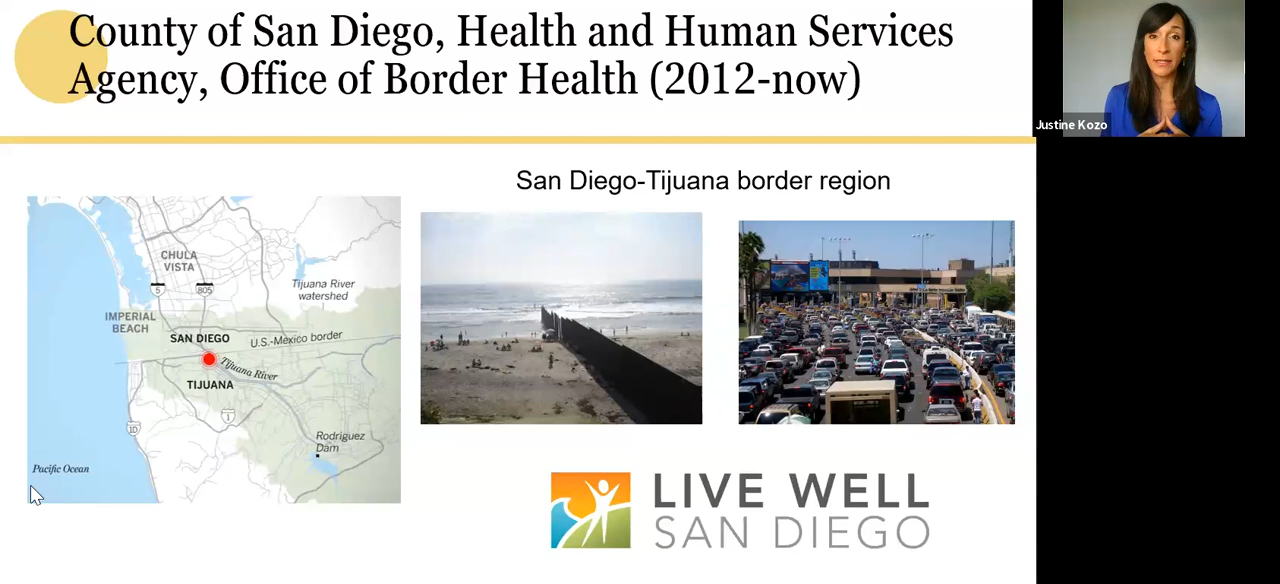 County of San Diego, Health and Human Services
Agency, Office of Border Health (2012-now)
Justine Kozo
San Diego-Tijuana border region
CHULA
VISTA
5
805
Tijuana River
watershed
IMPERIAL
BEACH
SAN DIEGO
U.S.-Mexico border
Tijuana River
TIJUANA
1
1D
Rodriguez
Dam
Pacific Ocean
LIVE WELL
SAN DIEGO